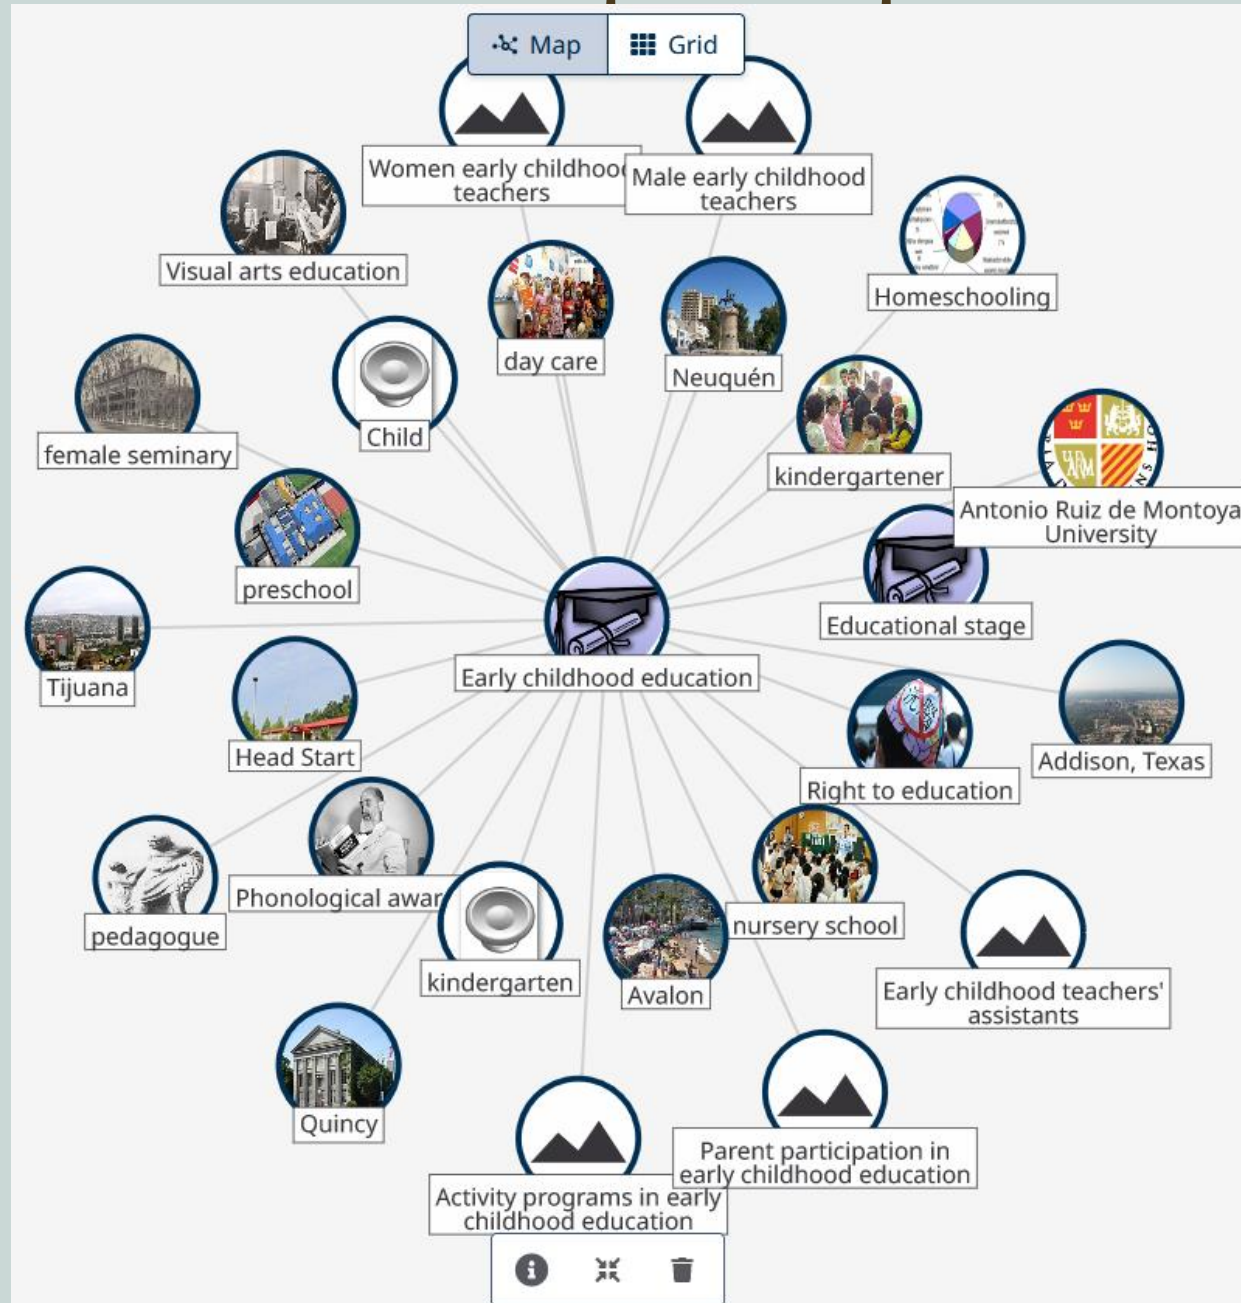 Map
Grid
Women early childhood
teachers
Male early childhood
teachers
Visual arts education
Homeschooling
day care
Neuquén
Child
female seminary
kindergartener
Antonio Ruiz de Montoya
University
preschool
Educational stage
Early childhood education
Tijuana
Head Start
Addison, Texas
Right to education
Phonological awar
pedagogue
nursery school
kindergarten
Avalon
Early childhood teachers'
assistants
Quincy
Parent participation in
early childhood education
Activity programs in early
childhood education